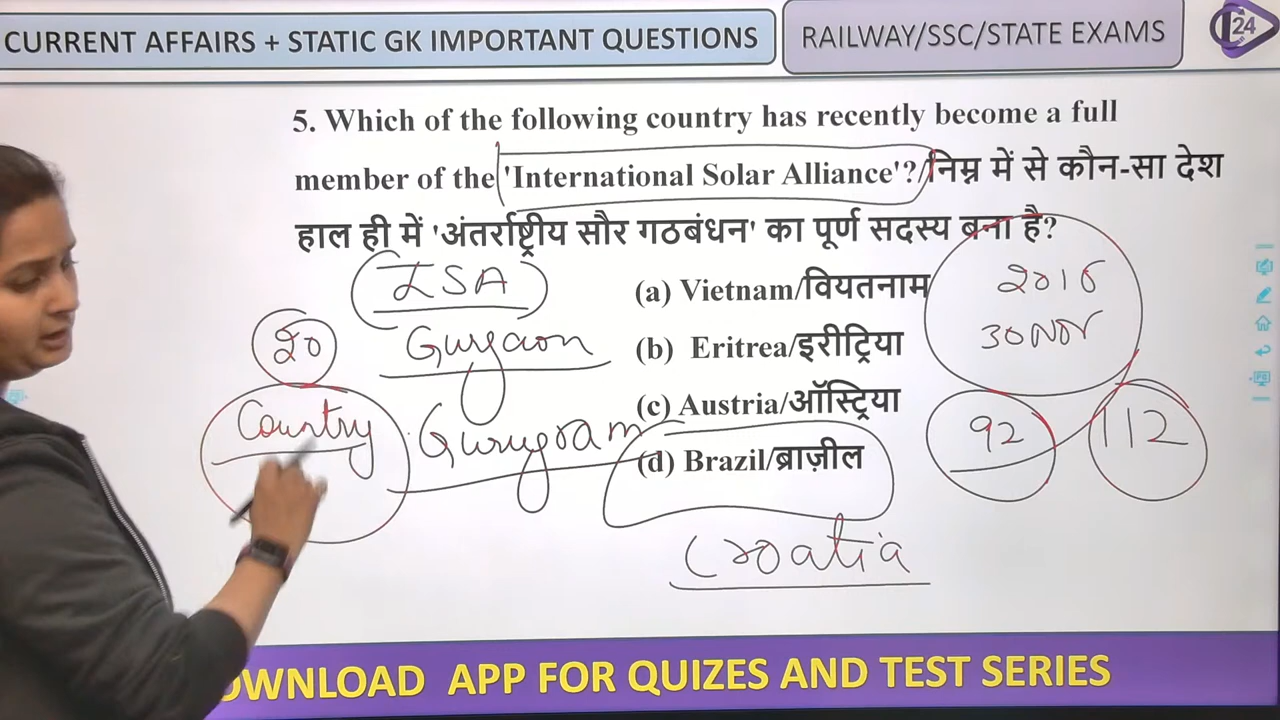 CURRENT AFFAIRS + STATIC GK IMPORTANT QUESTIONS
RAILWAY/SSC/STATE EXAMS
24
5. Which of the following country has recently become a full
member of the 'International Solar Alliance'?/निम्न में से कौन-सा देश
हाल ही में 'अंतर्राष्ट्रीय सौर गठबंधन' का पूर्ण सदस्य बना है?
ISA
(a) Vietnam/वियतनाम
2016
30 Nov
20
Gurgaon
(b) Eritrea/इरीट्रिया
Country
Gurugram
(c) Austria/ऑस्ट्रिया
92
112
(d) Brazil/ब्राज़ील
Croatia
OWNLOAD APP FOR QUIZES AND TEST SERIES